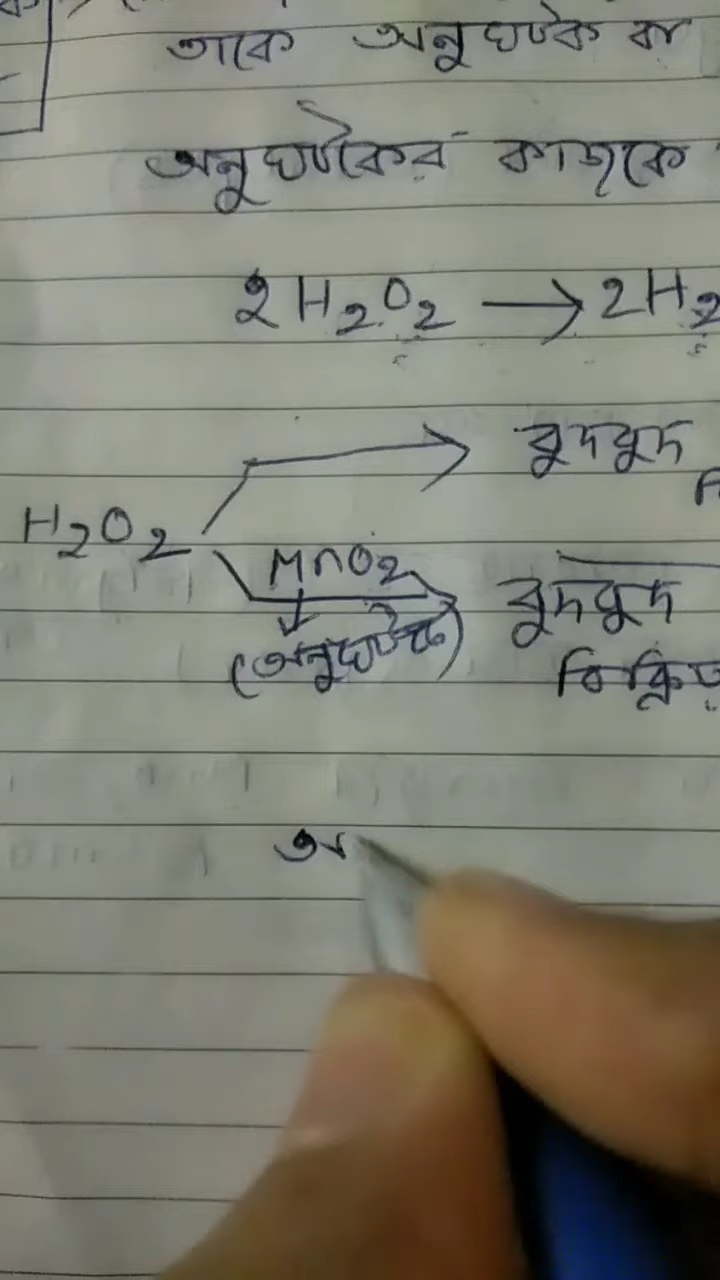 তাকে অনুঘটক বা
অনুঘটকের কাজকে
2H₂O₂ → 2H₂
বুদবুদ
H₂O₂
MnO₂
বুদবুদ
(অনুঘটক)
অ